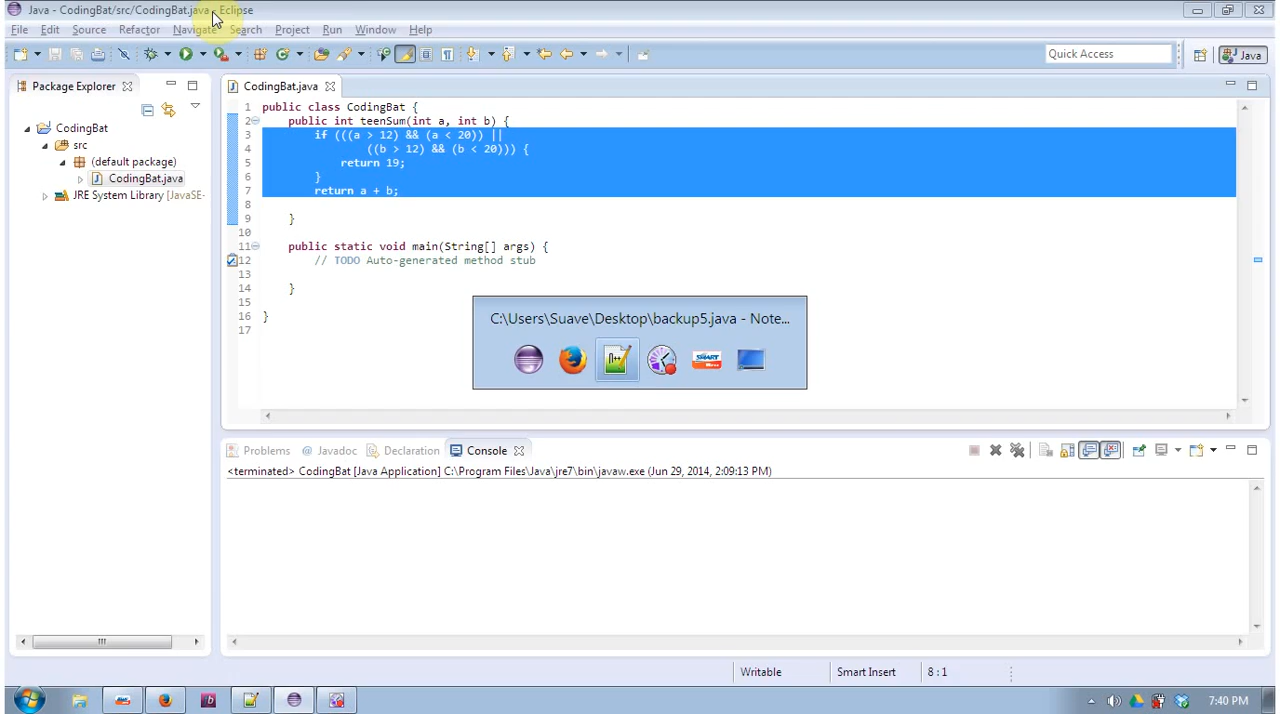 Java - CodingBat/src/CodingBat.java - Eclipse
File Edit Source Refactor Navigate Search Project Run Window Help
Quick Access
Java
Package Explorer
CodingBat.java
CodingBat
src
(default package)
CodingBat.java
JRE System Library [JavaSE-
1 public class CodingBat {
2 public int teenSum(int a, int b) {
3 if (((a > 12) && (a < 20)) ||
4 ((b > 12) && (b < 20))) {
5 return 19;
6 }
7 return a + b;
8
9 }
10
11 public static void main(String[] args) {
12 // TODO Auto-generated method stub
13
14 }
15
16 }
17
C:\Users\Suave\Desktop\backup5.java - Note...
n++
SMART
Problems @ Javadoc Declaration Console
<terminated> CodingBat [Java Application] C:\Program Files\Java\jre7\bin\javaw.exe (Jun 29, 2014, 2:09:13 PM)
Writable Smart Insert 8 : 1
b
7:40 PM